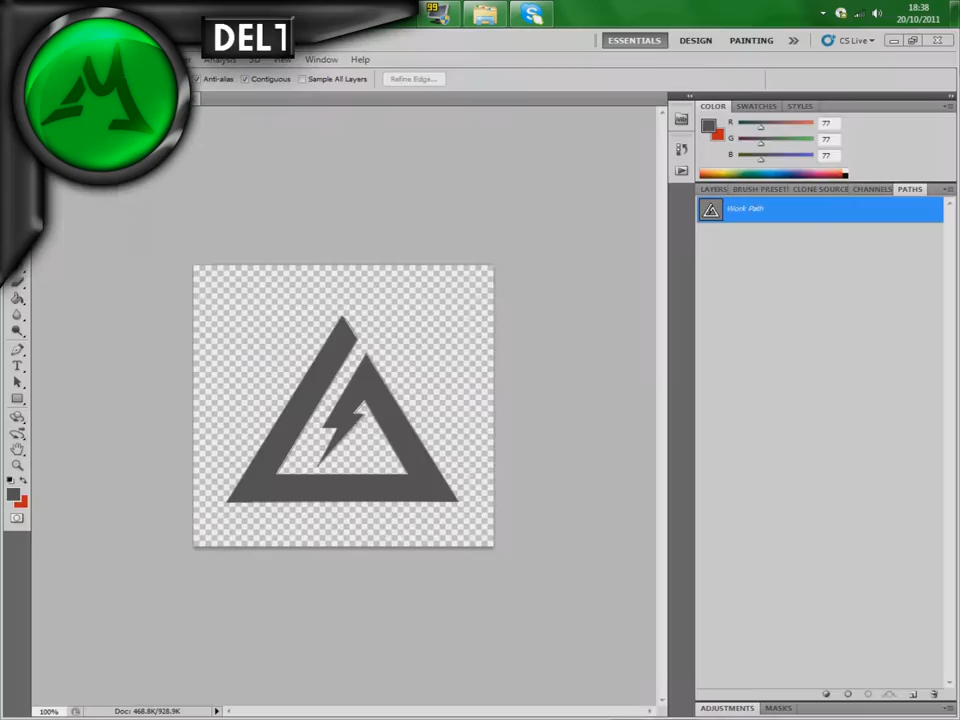 99
18:38
20/10/2011
DEL1
ESSENTIALS
DESIGN
PAINTING
CS Live
Analysis 3D View Window Help
Anti-alias
Contiguous
Sample All Layers
Refine Edge...
COLOR SWATCHES STYLES
R 77
G 77
B 77
LAYERS BRUSH PRESET CLONE SOURCE CHANNELS PATHS
Work Path
100%
Doc: 468.8K/928.9K
ADJUSTMENTS MASKS